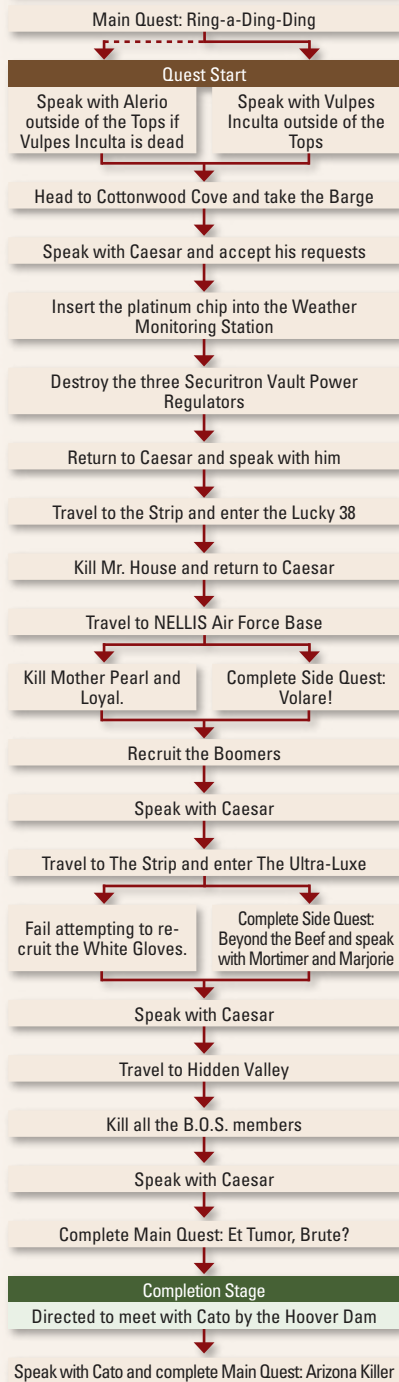 Main Quest: Ring-a-Ding-Ding
Quest Start
Speak with Alerio
outside of the Tops if
Vulpes Inculta is dead
Speak with Vulpes
Inculta outside of the
Tops
Head to Cottonwood Cove and take the Barge
Speak with Caesar and accept his requests
Insert the platinum chip into the Weather
Monitoring Station
Destroy the three Securitron Vault Power
Regulators
Return to Caesar and speak with him
Travel to the Strip and enter the Lucky 38
Kill Mr. House and return to Caesar
Travel to NELLIS Air Force Base
Kill Mother Pearl and
Loyal.
Complete Side Quest:
Volare!
Recruit the Boomers
Speak with Caesar
Travel to The Strip and enter The Ultra-Luxe
Fail attempting to re-
cruit the White Gloves.
Complete Side Quest:
Beyond the Beef and speak
with Mortimer and Marjorie
Speak with Caesar
Travel to Hidden Valley
Kill all the B.O.S. members
Speak with Caesar
Complete Main Quest: Et Tumor, Brute?
Completion Stage
Directed to meet with Cato by the Hoover Dam
Speak with Cato and complete Main Quest: Arizona Killer